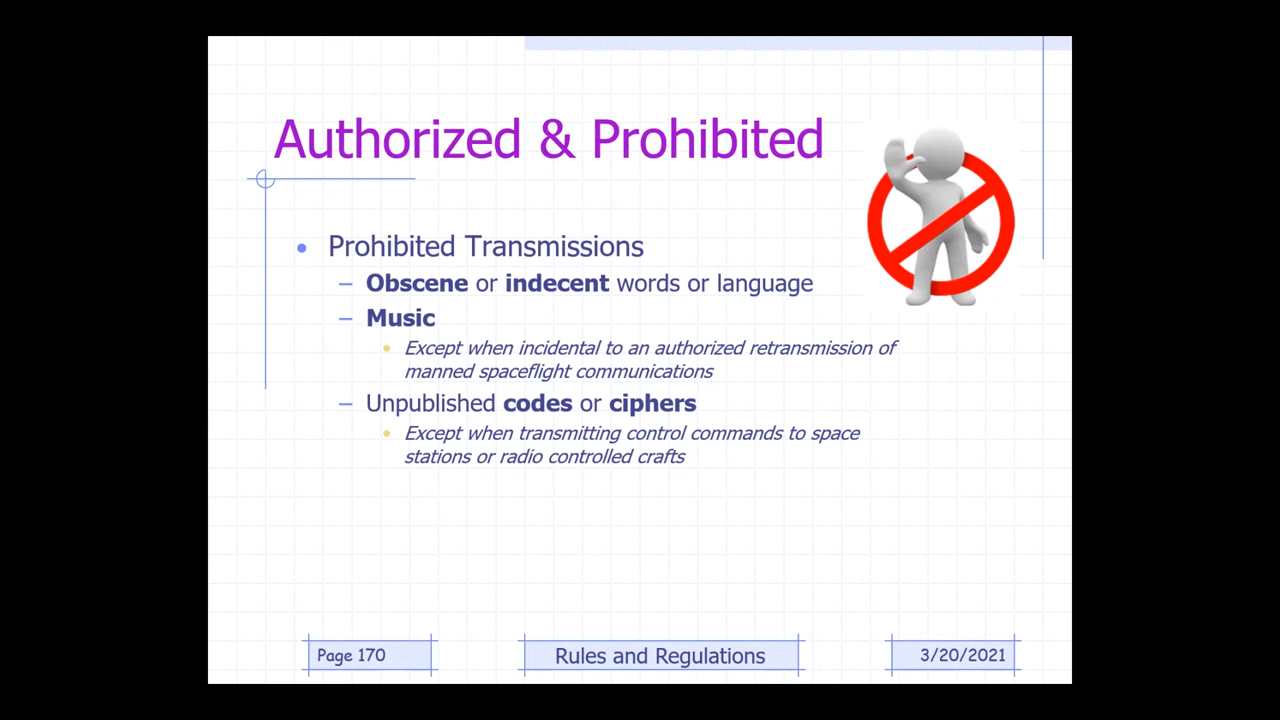 Authorized & Prohibited
• Prohibited Transmissions
– Obscene or indecent words or language
– Music
• Except when incidental to an authorized retransmission of
manned spaceflight communications
– Unpublished codes or ciphers
• Except when transmitting control commands to space
stations or radio controlled crafts
Page 170
Rules and Regulations
3/20/2021